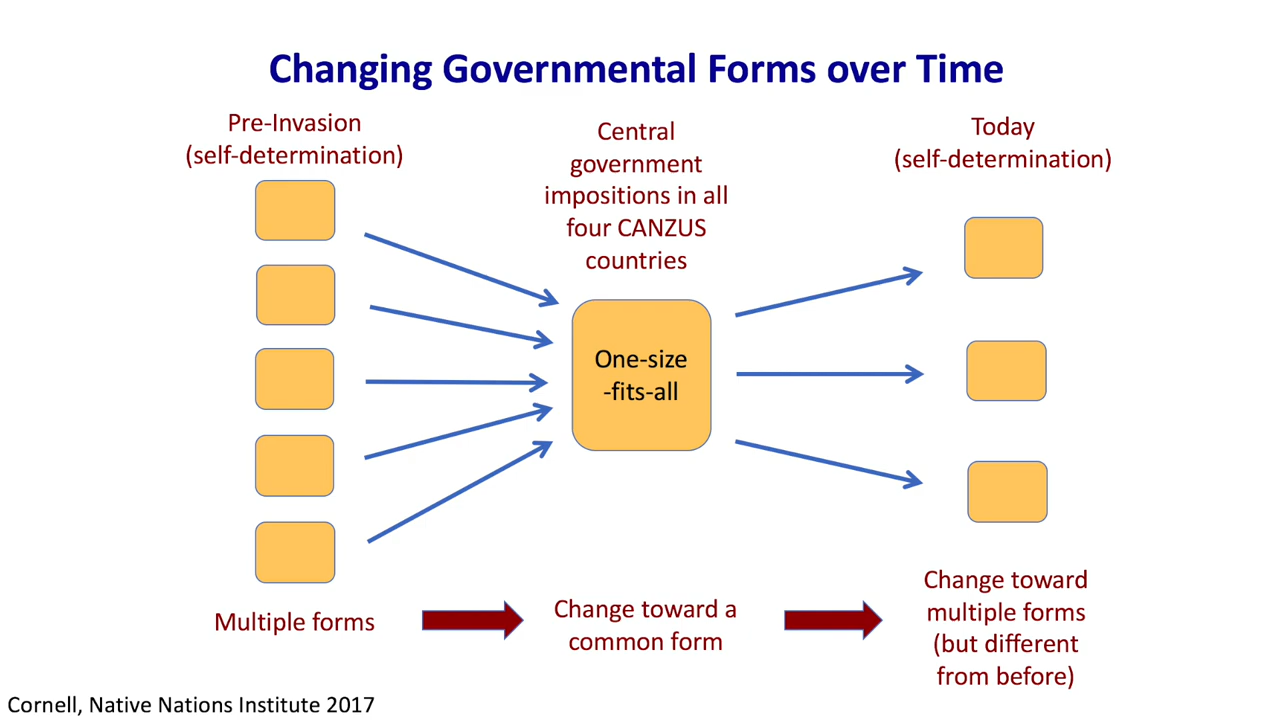 Changing Governmental Forms over Time
Pre-Invasion
(self-determination)
Central
government
impositions in all
four CANZUS
countries
Today
(self-determination)
One-size
-fits-all
Multiple forms
Change toward a
common form
Change toward
multiple forms
(but different
from before)
Cornell, Native Nations Institute 2017